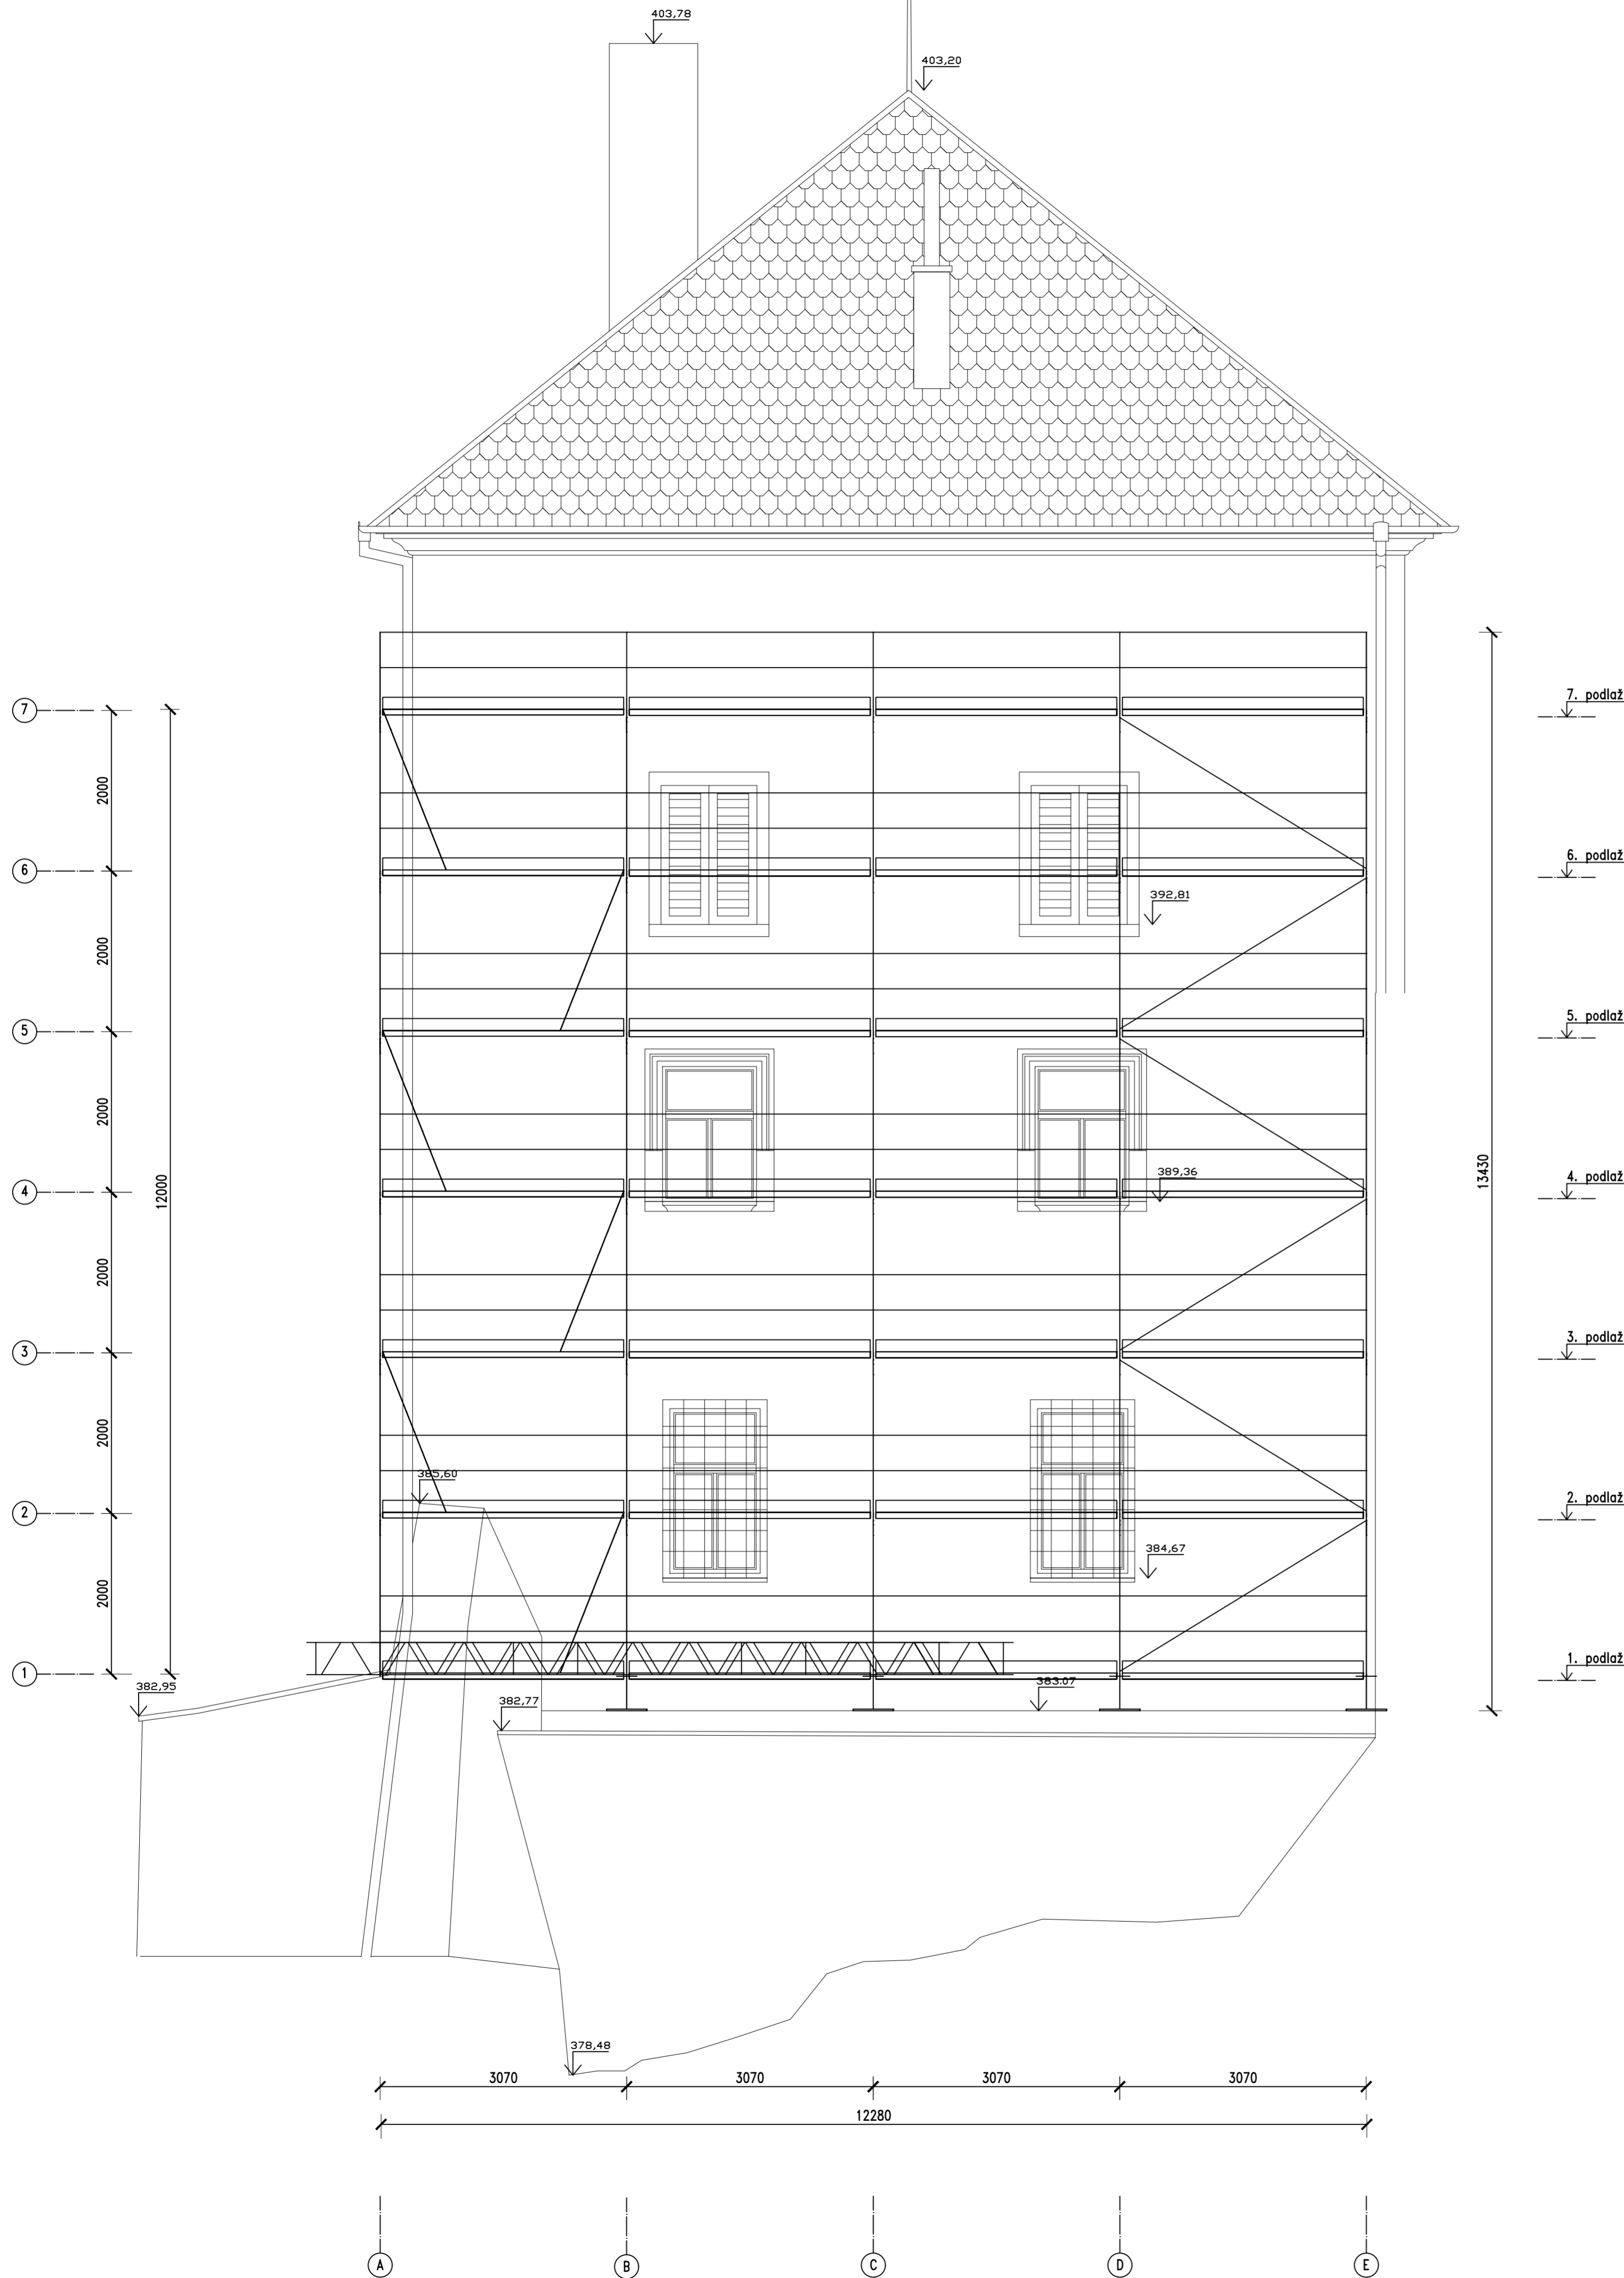 403,78
403,20
7
7. podlaž
2000
6
6. podlaž
392,81
2000
5
5. podlaž
2000
12000
13430
4
4. podlaž
389,36
2000
3
3. podlaž
2000
385,60
2
2. podlaž
384,67
2000
1
1. podlaž
382,95
382,77
383.07
378,48
3070 3070 3070 3070
12280
A B C D E